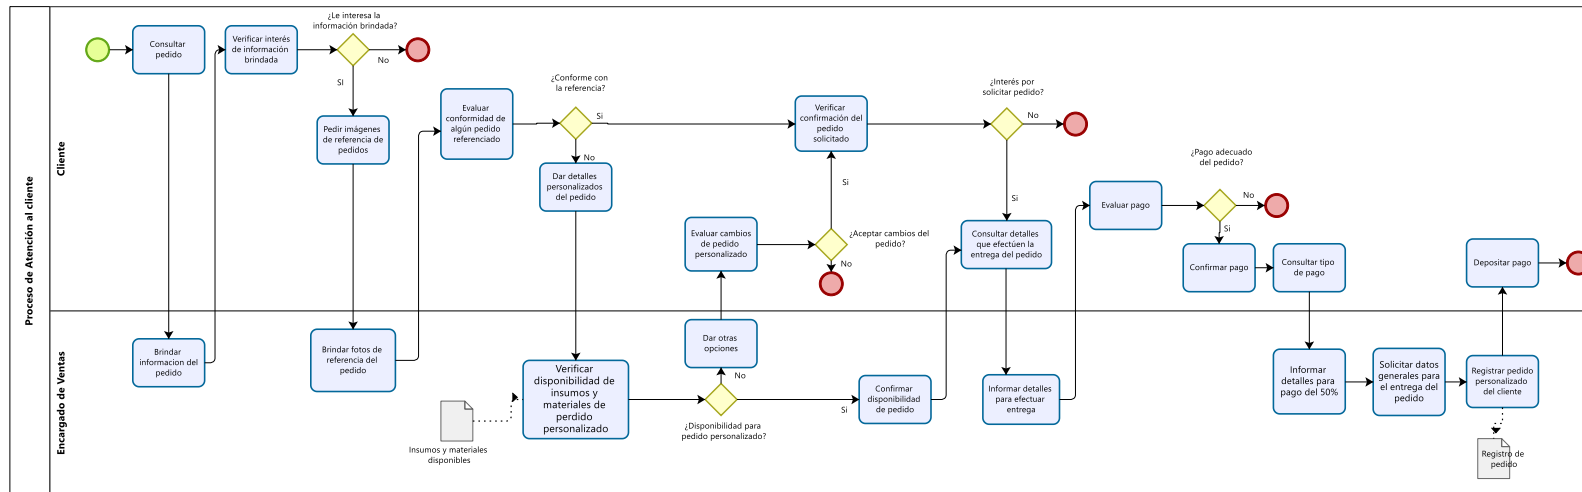 Proceso de Atención al cliente
Cliente
Consultar
pedido
Verificar interés
de información
brindada
¿Le interesa la
información brindada?
No
SI
Pedir imágenes
de referencia de
pedidos
Evaluar
conformidad de
algún pedido
referenciado
¿Conforme con
la referencia?
Si
No
Dar detalles
personalizados
del pedido
Evaluar cambios
de pedido
personalizado
Verificar
confirmación del
pedido
solicitado
Si
¿Aceptar cambios del
pedido?
No
¿Interés por
solicitar pedido?
No
Si
Consultar detalles
que efectúen la
entrega del pedido
Evaluar pago
¿Pago adecuado
del pedido?
No
Si
Confirmar pago
Consultar tipo
de pago
Depositar pago
Encargado de Ventas
Brindar
informacion del
pedido
Brindar fotos de
referencia del
pedido
Insumos y materiales
disponibles
Verificar
disponibilidad de
insumos y
materiales de
perdido
personalizado
Dar otras
opciones
No
¿Disponibilidad para
pedido personalizado?
Si
Confirmar
disponibilidad
de pedido
Informar detalles
para efectuar
entrega
Informar
detalles para
pago del 50%
Solicitar datos
generales para
el entrega del
pedido
Registrar pedido
personalizado
del cliente
Registro de
pedido